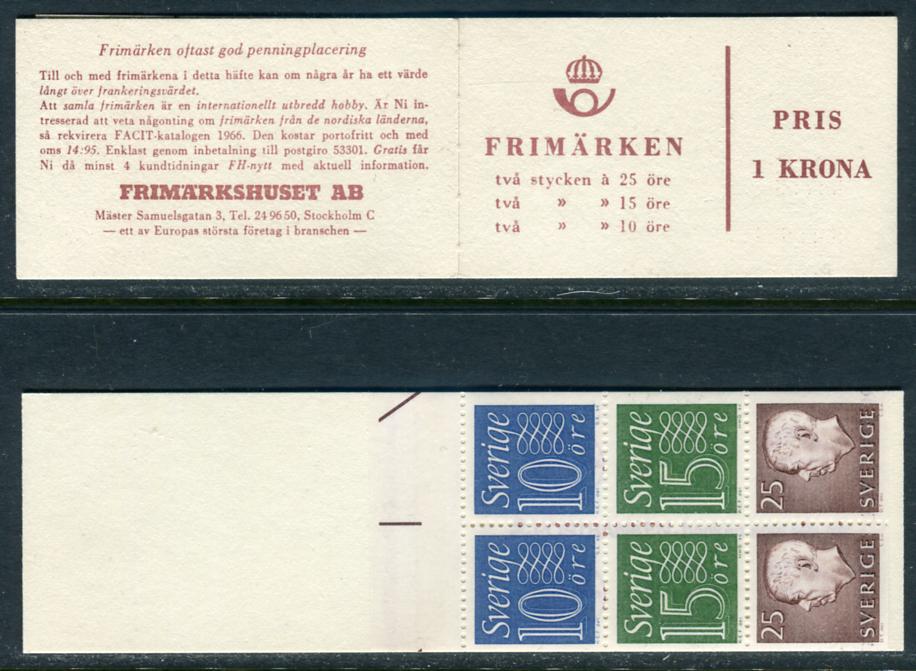 Frimärken oftast god penningplacering
Till och med frimärkena i detta häfte kan om några år ha ett värde
långt över frankeringsvärdet.
Att samla frimärken är en internationellt utbredd hobby. Är Ni in-
tresserad att veta någonting om frimärken från de nordiska länderna,
så rekvirera FACIT-katalogen 1966. Den kostar portofritt och med
oms 14:95. Enklast genom inbetalning till postgiro 53301. Gratis får
Ni då minst 4 kundtidningar FH-nytt med aktuell information.
FRIMÄRKSHUSET AB
Mäster Samuelsgatan 3, Tel. 24 96 50, Stockholm C
— ett av Europas största företag i branschen —
FRIMÄRKEN
två stycken à 25 öre
två » » 15 öre
två » » 10 öre
PRIS
1 KRONA
Sverige
10 öre
Sverige
15 öre
25
SVERIGE
Sverige
10 öre
Sverige
15 öre
25
SVERIGE